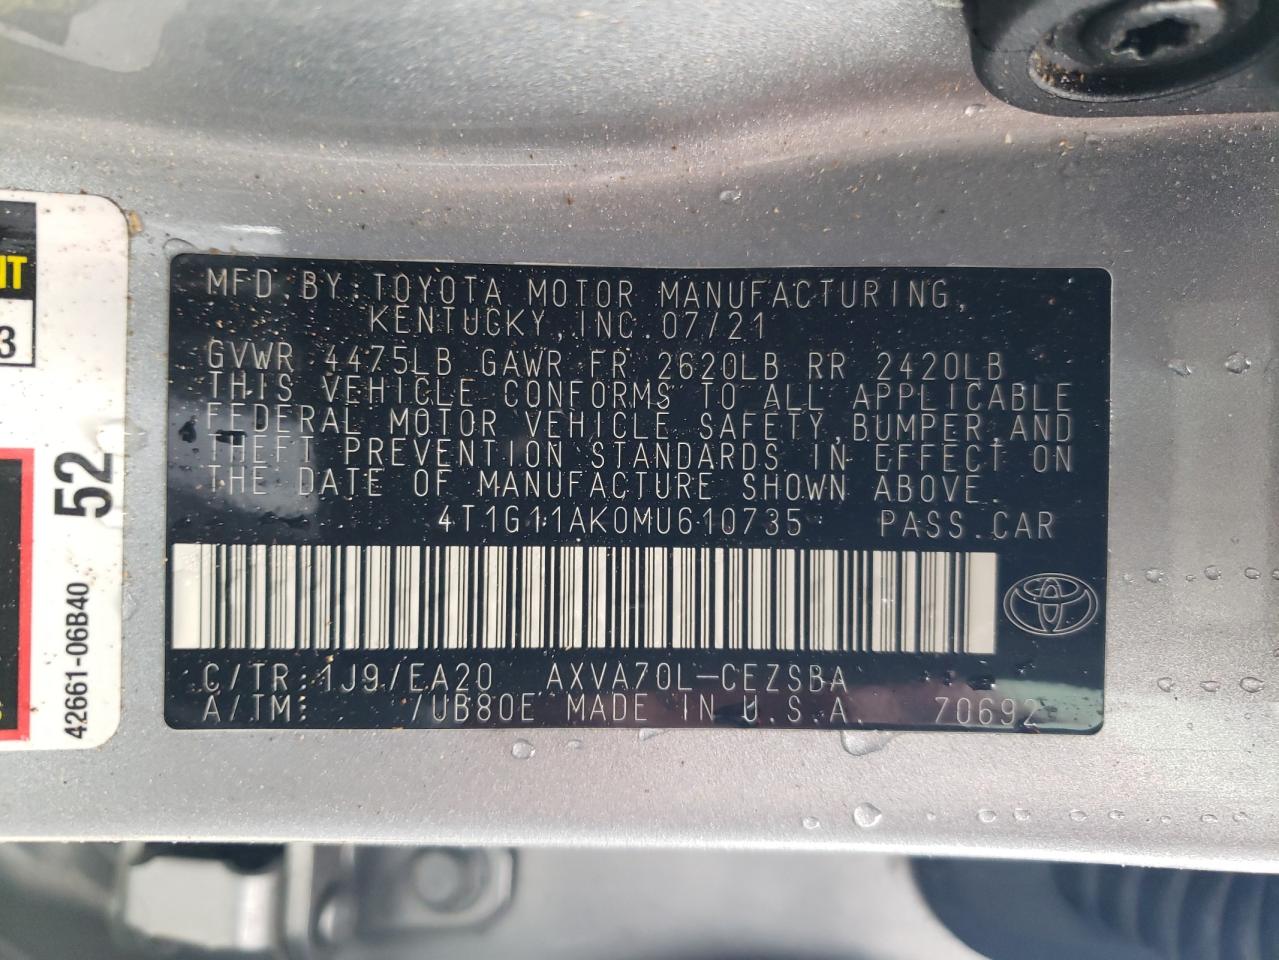 MFD.BY:TOYOTA MOTOR MANUFACTURING,
KENTUCKY,INC.07/21
GVWR 4475LB GAWR FR 2620LB RR 2420LB
THIS VEHICLE CONFORMS TO ALL APPLICABLE
FEDERAL MOTOR VEHICLE SAFETY,BUMPER,AND
THEFT PREVENTION STANDARDS IN EFFECT ON
THE DATE OF MANUFACTURE SHOWN ABOVE.
4T1G11AK0MU610735 PASS.CAR
C/TR:1J9/EA20 AXVA70L-CEZSBA
A/TM: /UB80E MADE IN U.S.A. 70692
52
42661-06B40
3